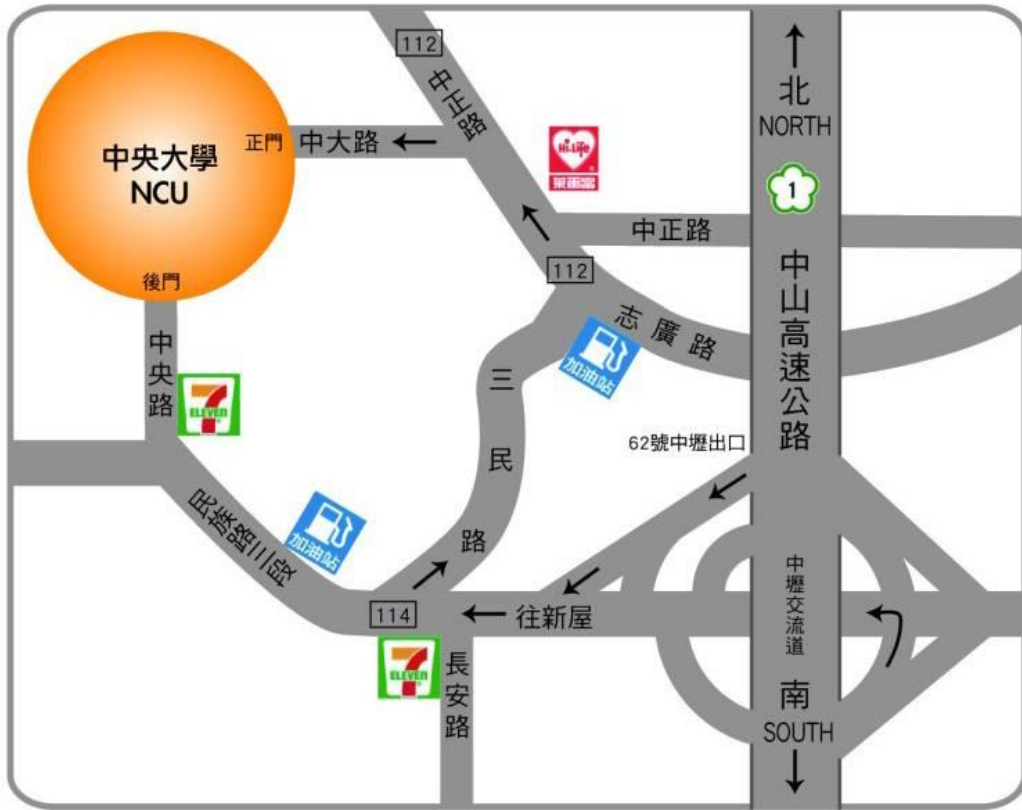 112
中正路
北
NORTH
中央大學
NCU
正門
中大路
Hi-Life
萊爾富
1
中正路
112
後門
志廣路
加油站
中山高速公路
中央路
7
ELEVEN
三民路
62號中壢出口
民族路三段
加油站
中壢交流道
114
往新屋
7
ELEVEN
長安路
南
SOUTH